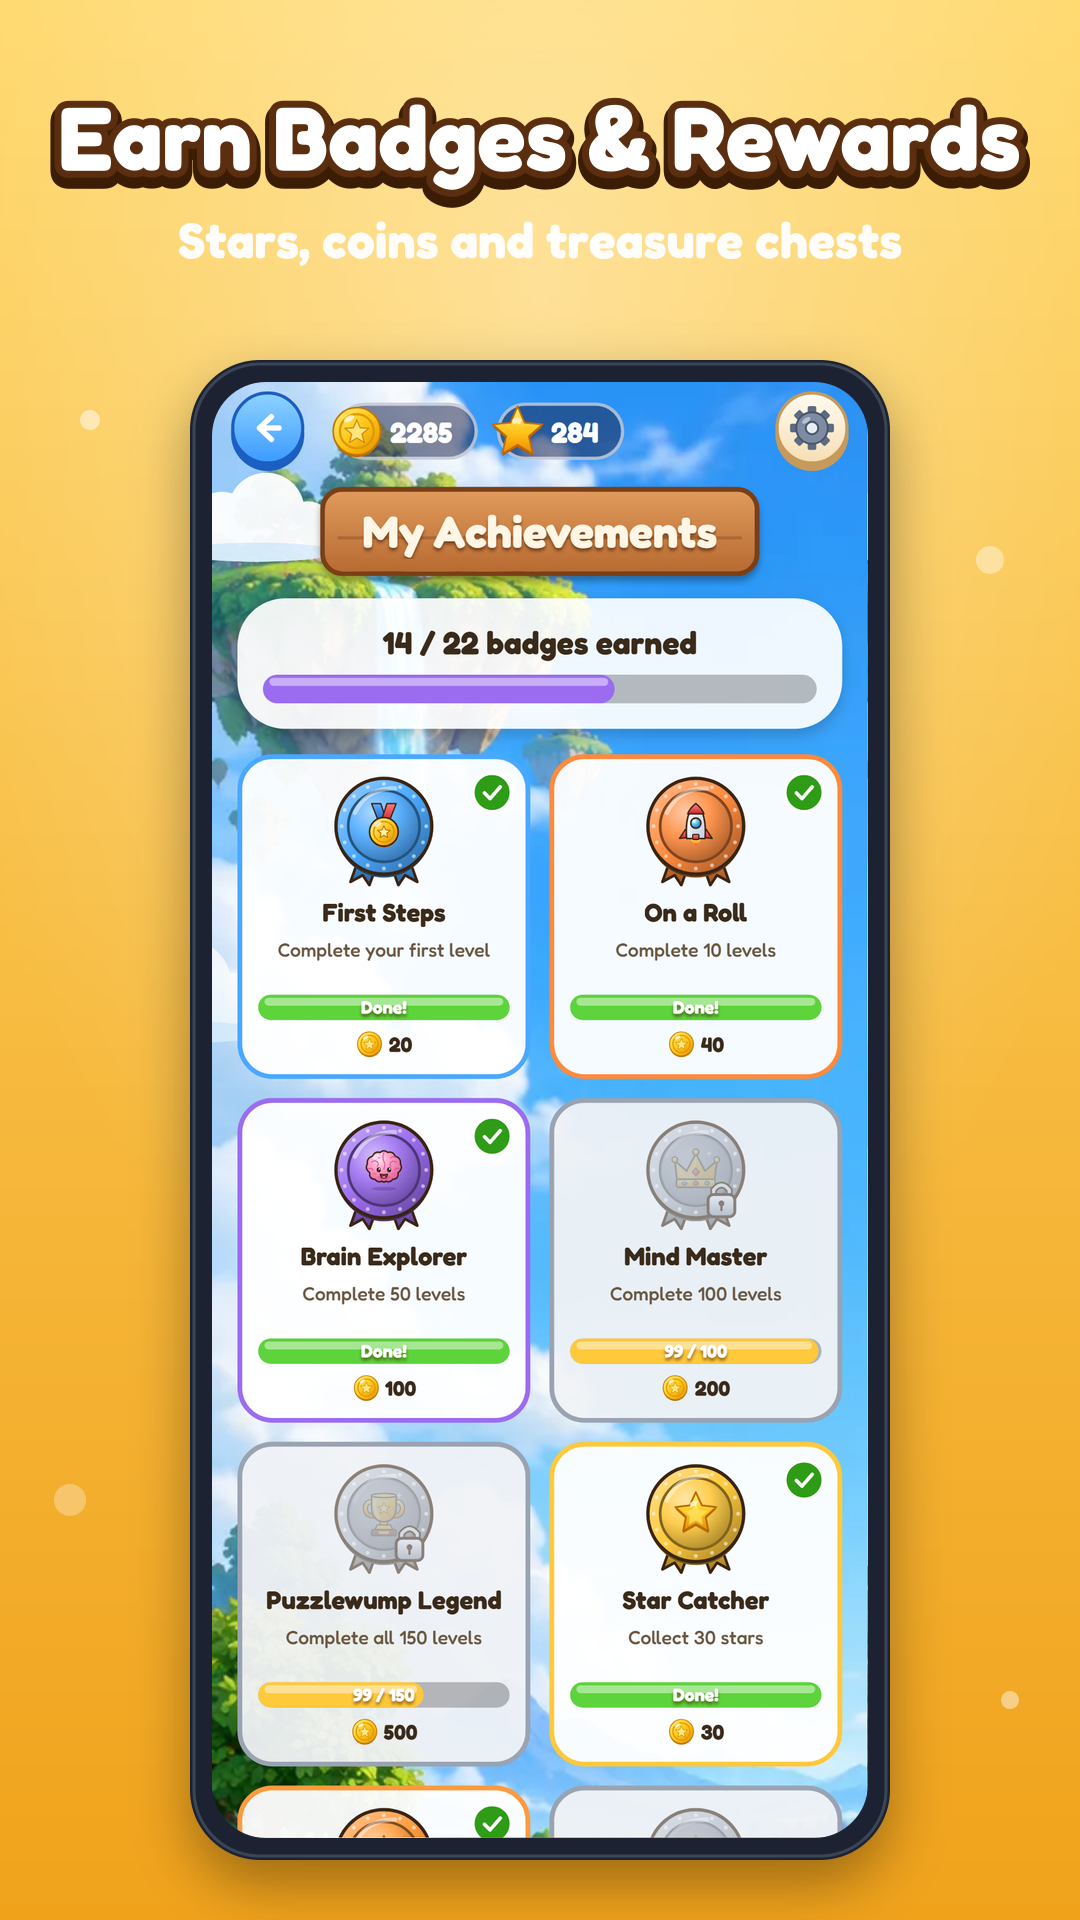 Earn Badges & Rewards
Stars, coins and treasure chests
2285
284
My Achievements
14 / 22 badges earned
First Steps
Complete your first level
Done!
20
On a Roll
Complete 10 levels
Done!
40
Brain Explorer
Complete 50 levels
Done!
100
Mind Master
Complete 100 levels
99 / 100
200
Puzzlewump Legend
Complete all 150 levels
99 / 150
500
Star Catcher
Collect 30 stars
Done!
30